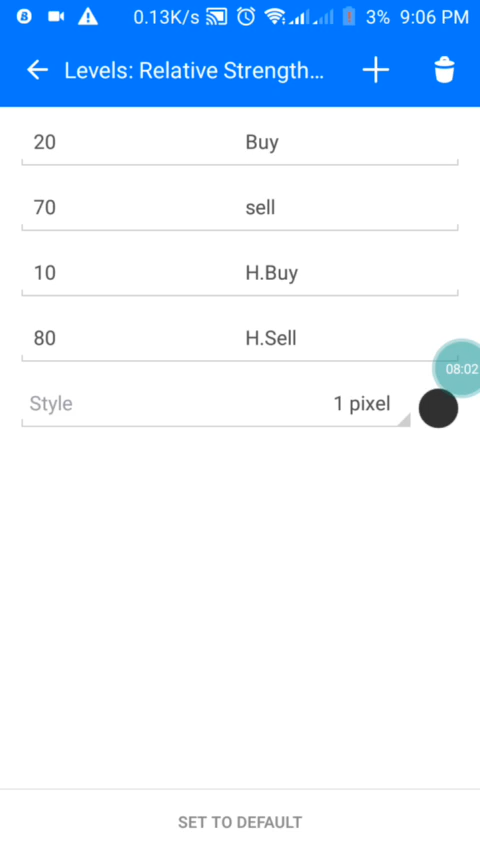 0.13K/s 3% 9:06 PM
Levels: Relative Strength...
20 Buy
70 sell
10 H.Buy
80 H.Sell
08:02
Style 1 pixel
SET TO DEFAULT